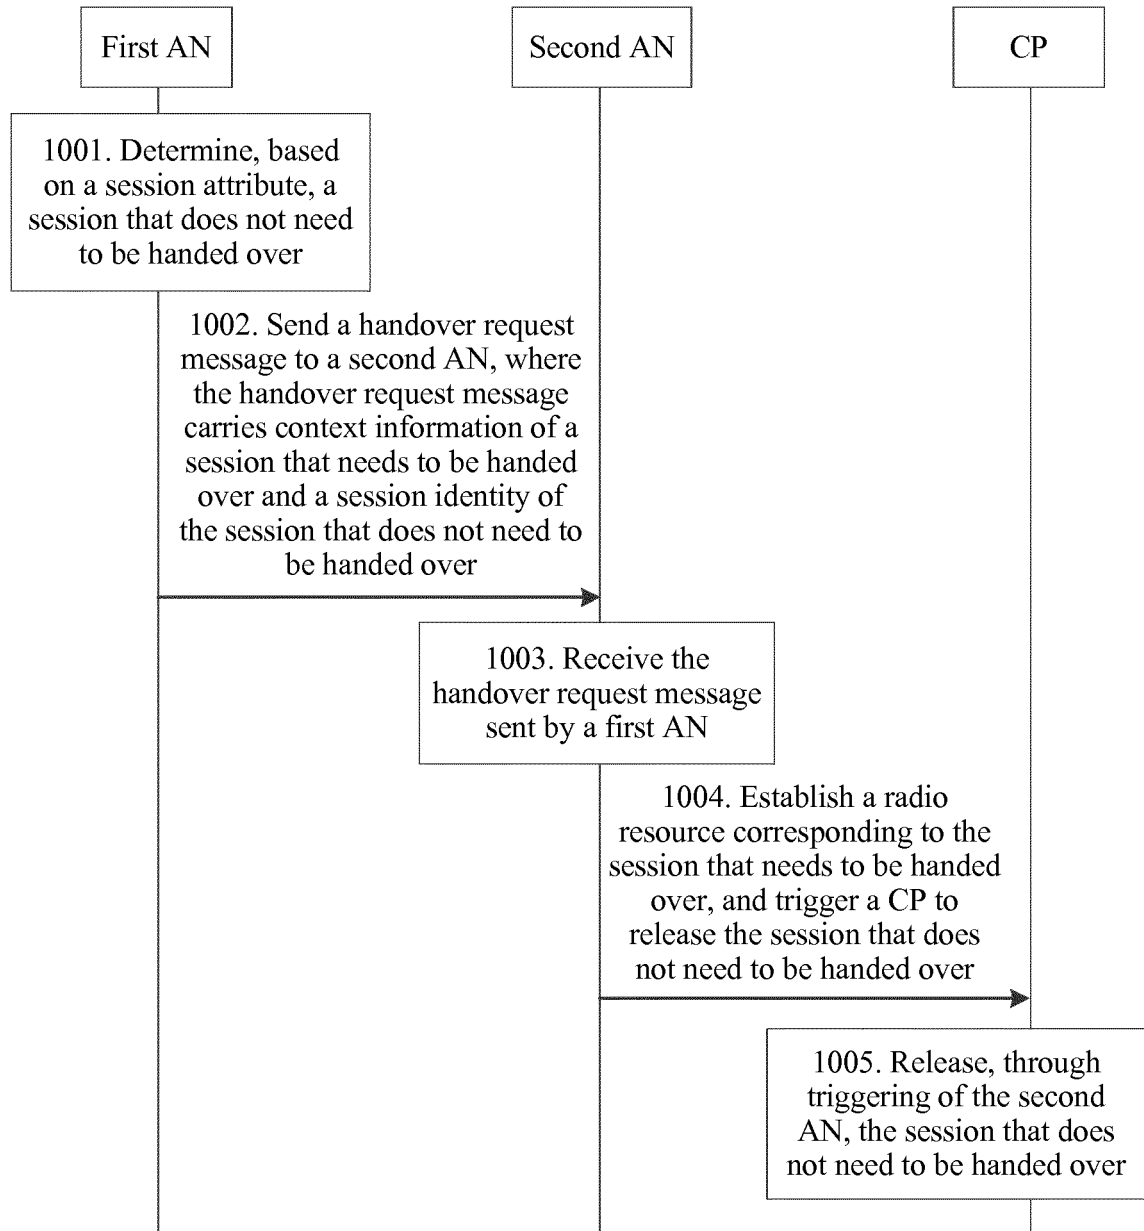 First AN
Second AN
CP
1001. Determine, based
on a session attribute, a
session that does not need
to be handed over
1002. Send a handover request
message to a second AN, where
the handover request message
carries context information of a
session that needs to be handed
over and a session identity of
the session that does not need to
be handed over
1003. Receive the
handover request message
sent by a first AN
1004. Establish a radio
resource corresponding to the
session that needs to be handed
over, and trigger a CP to
release the session that does
not need to be handed over
1005. Release, through
triggering of the second
AN, the session that does
not need to be handed over